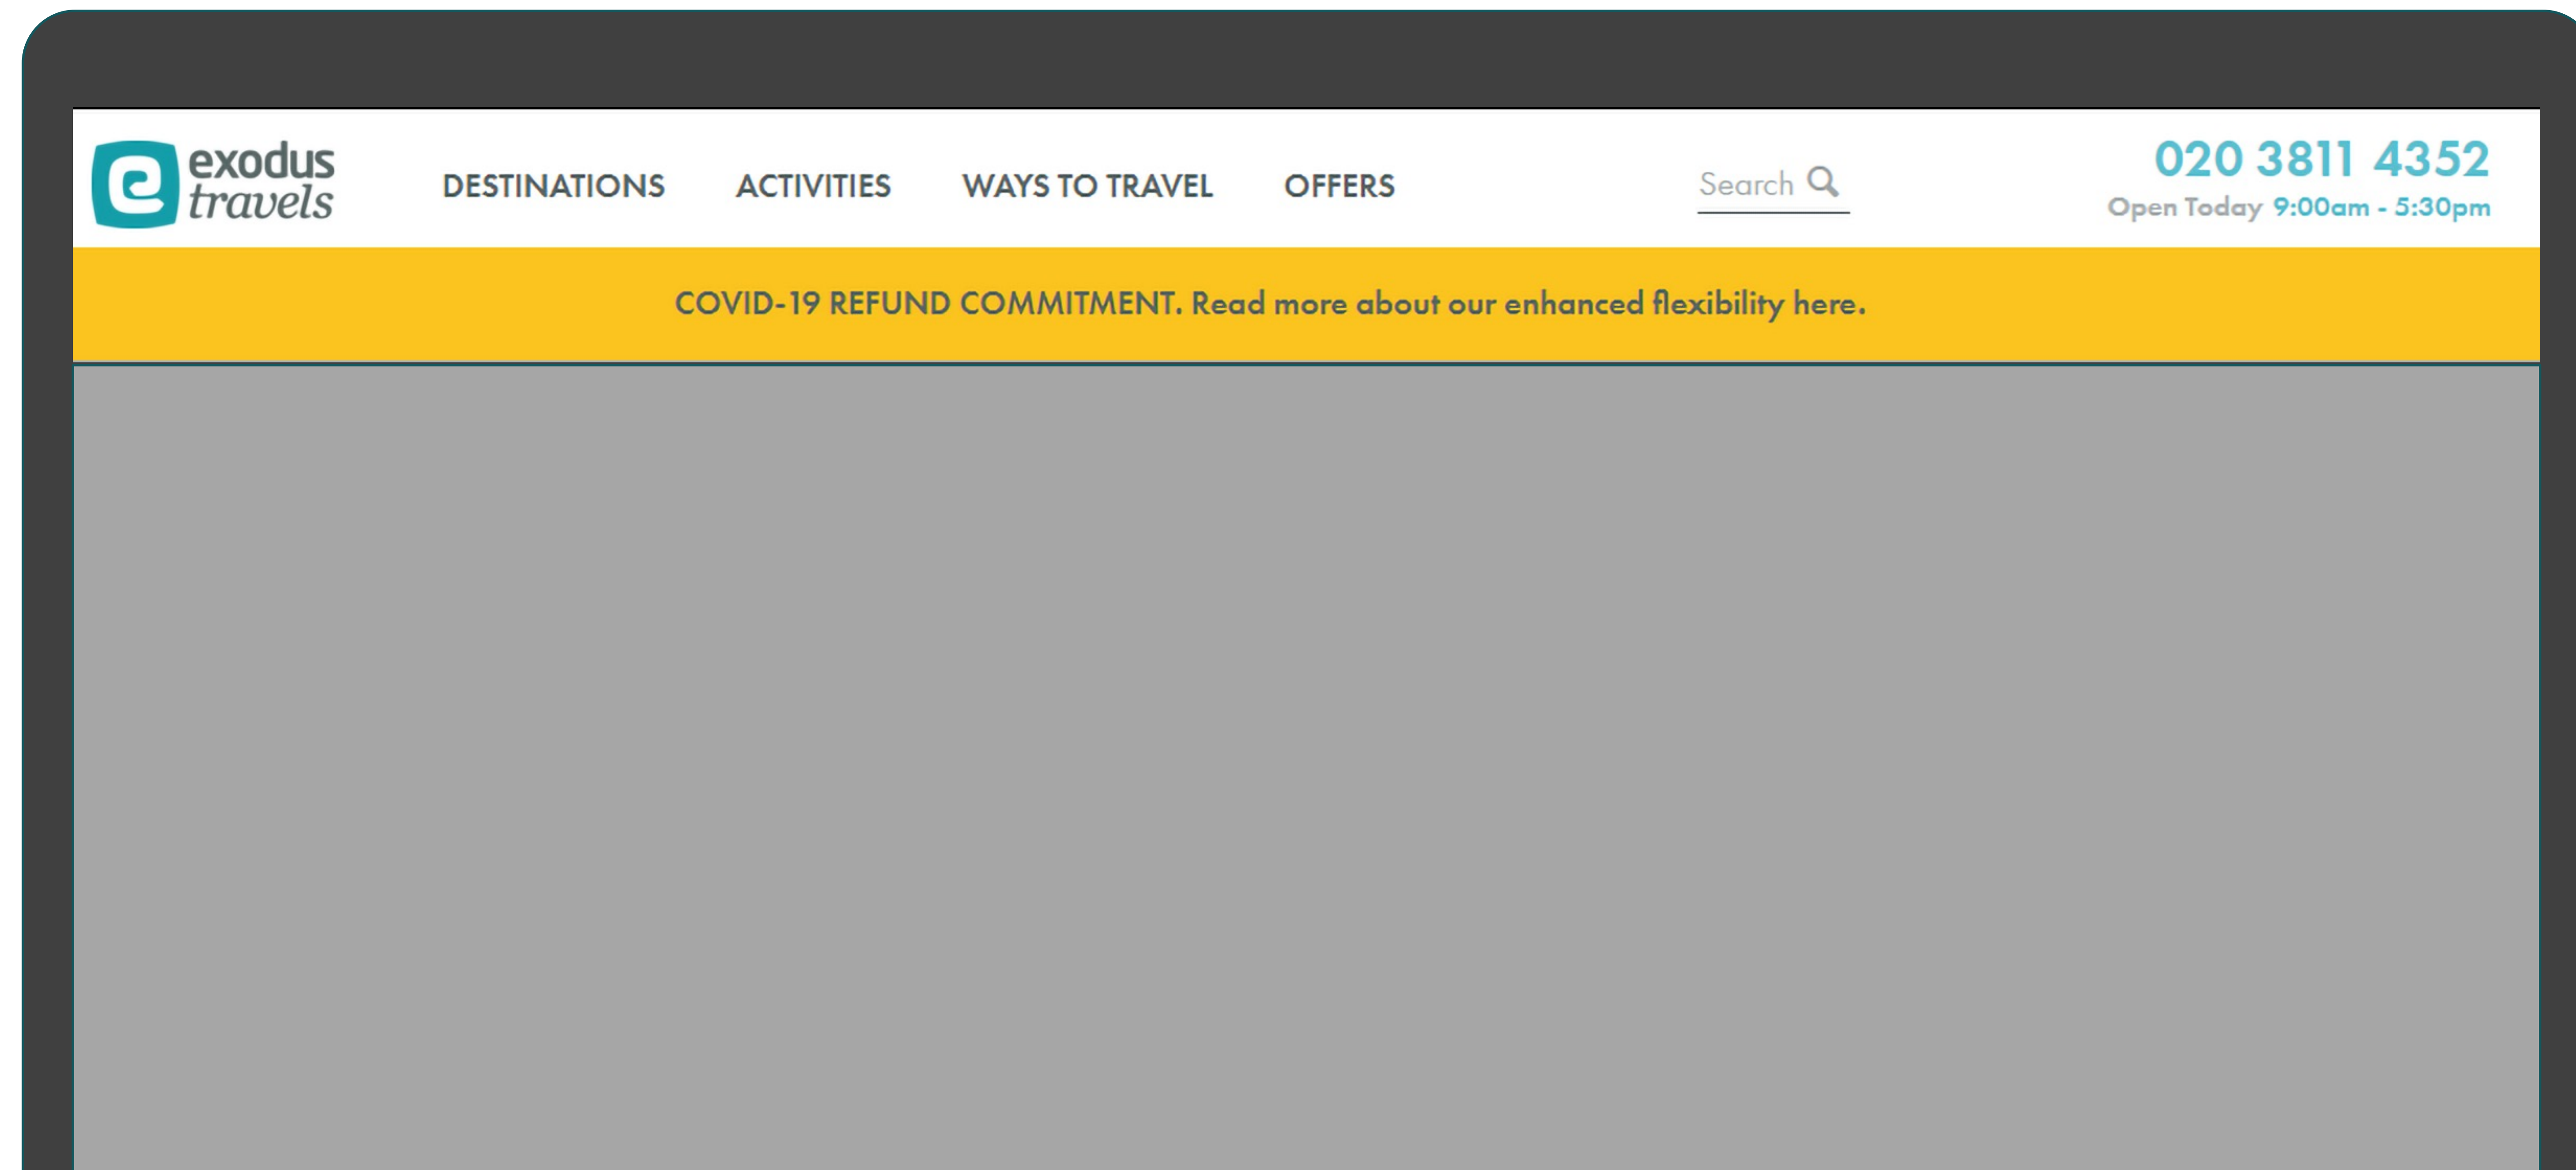 exodus
travels
DESTINATIONS ACTIVITIES WAYS TO TRAVEL OFFERS
Search
020 3811 4352
Open Today 9:00am - 5:30pm
COVID-19 REFUND COMMITMENT. Read more about our enhanced flexibility here.